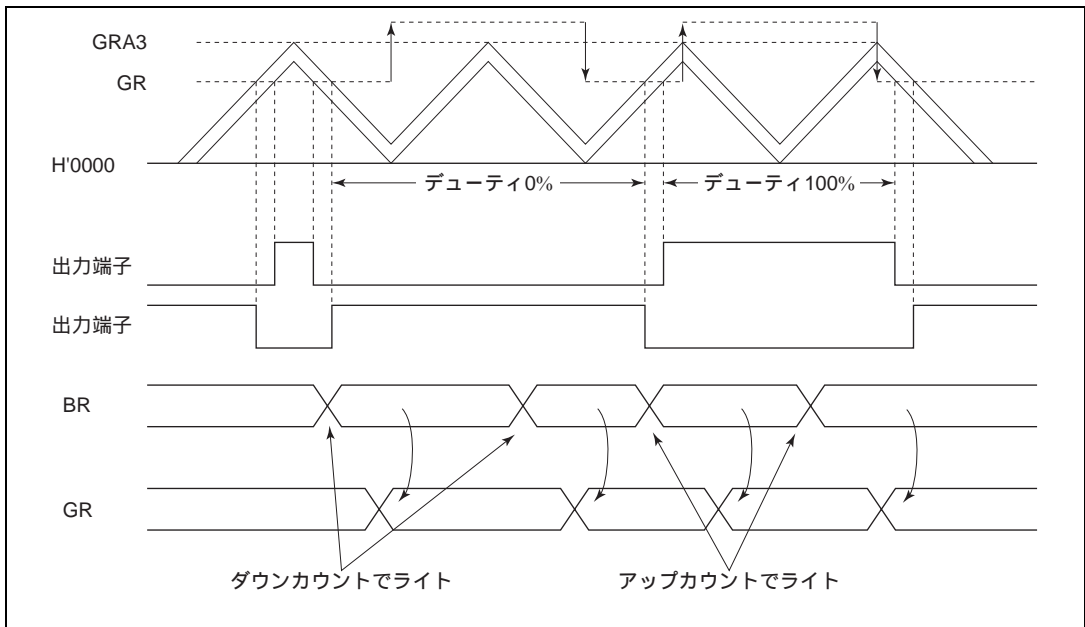 GRA3
GR
H'0000
デューティ0%
デューティ100%
出力端子
出力端子
BR
GR
ダウンカウントでライト
アップカウントでライト